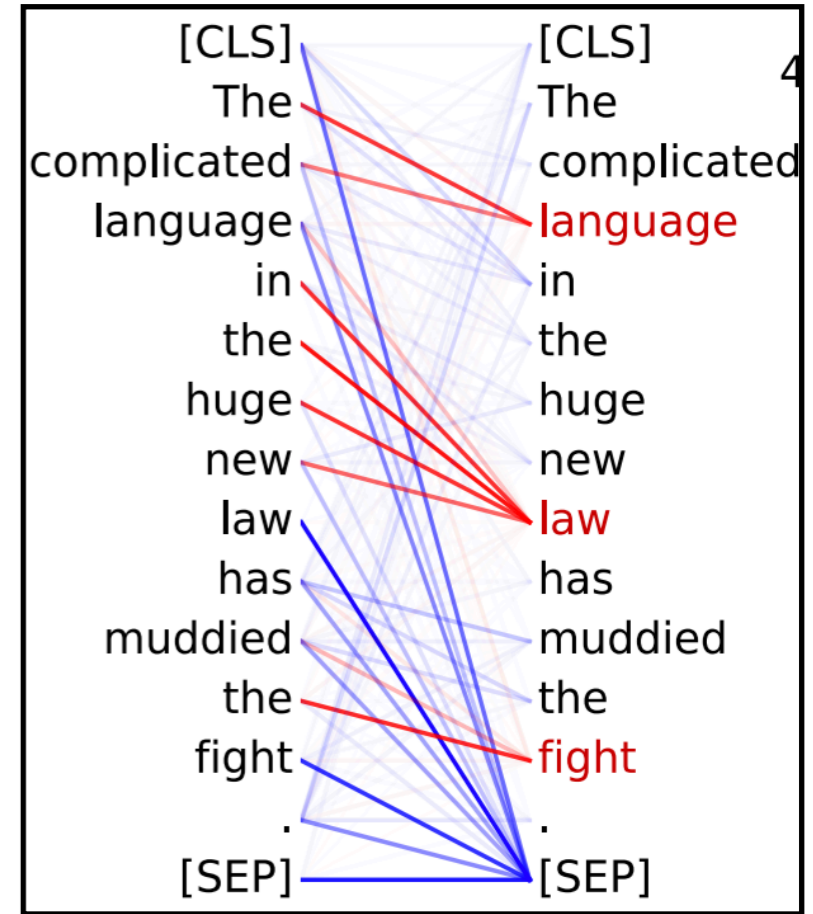 [CLS] [CLS]
4
The The
complicated complicated
language language
in in
the the
huge huge
new new
law law
has has
muddied muddied
the the
fight fight
. .
[SEP] [SEP]